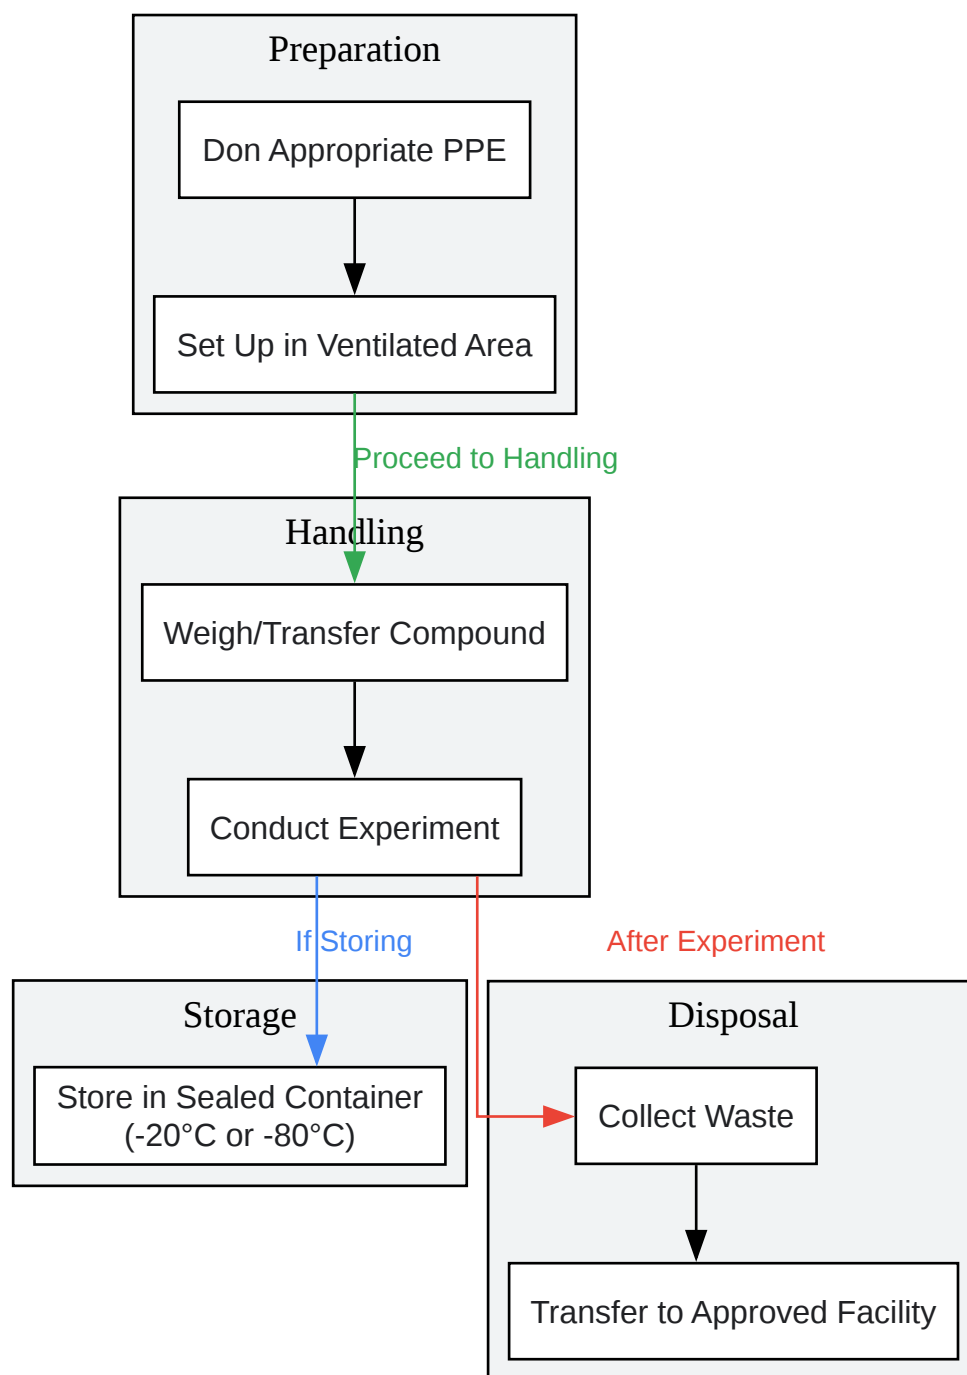 Preparation
Don Appropriate PPE
Set Up in Ventilated Area
Proceed to Handling
Handling
Weigh/Transfer Compound
Conduct Experiment
If Storing
After Experiment
Storage
Store in Sealed Container
(-20°C or -80°C)
Disposal
Collect Waste
Transfer to Approved Facility